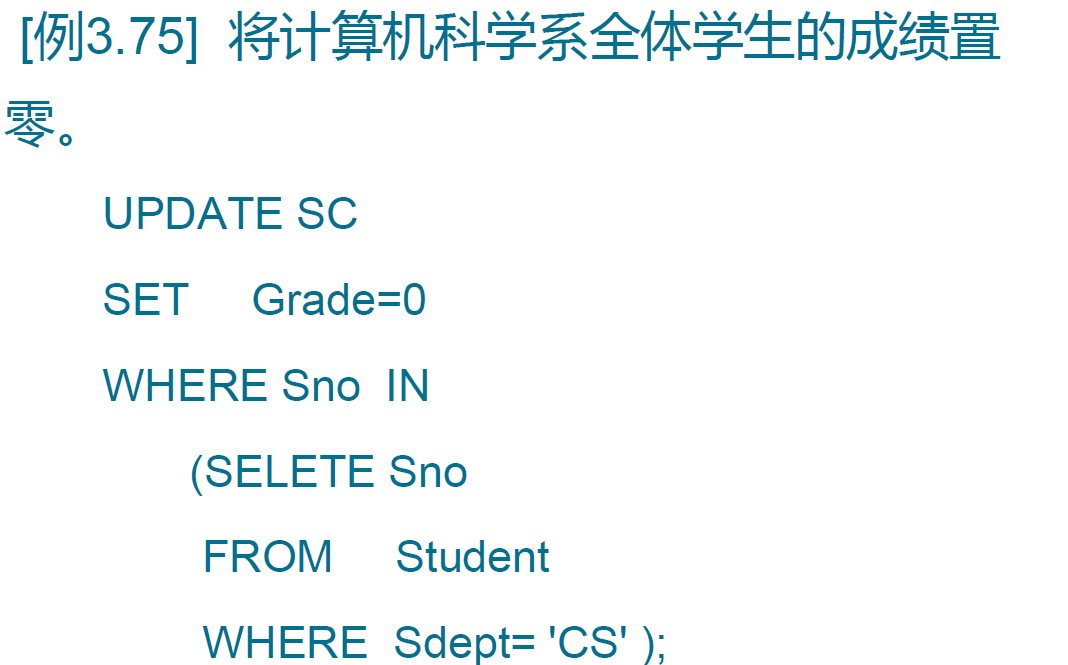 [例3.75] 将计算机科学系全体学生的成绩置
零。
UPDATE SC
SET Grade=0
WHERE Sno IN
(SELETE Sno
FROM Student
WHERE Sdept= 'CS' );